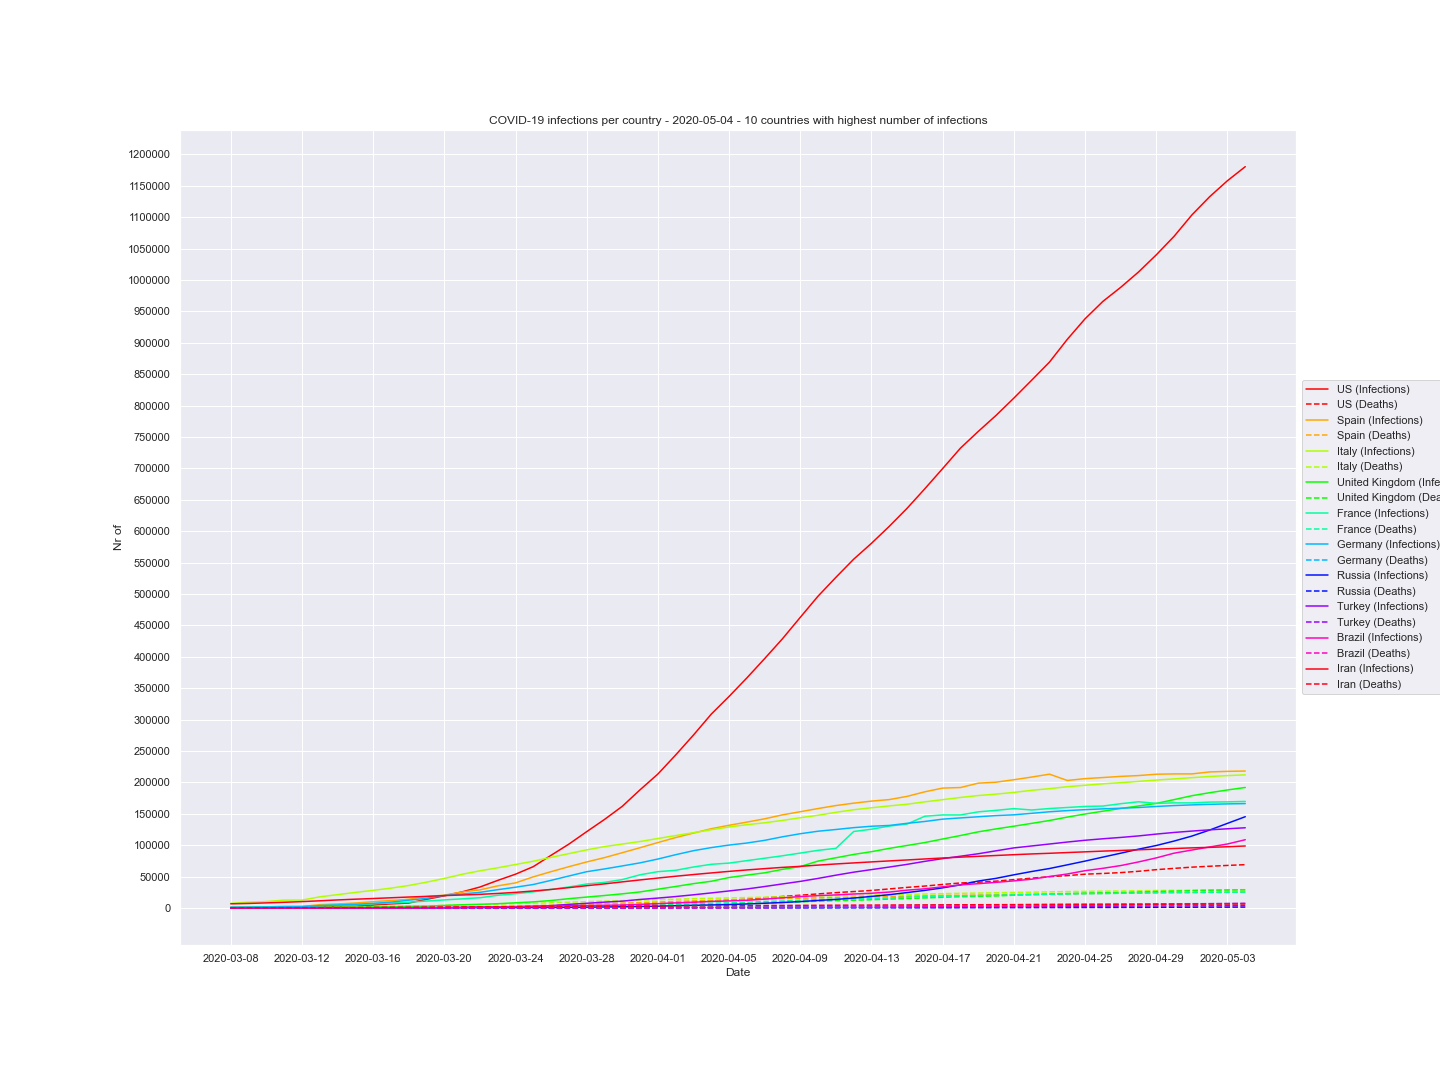 COVID-19 infections per country - 2020-05-04 - 10 countries with highest number of infections
1200000
1150000
1100000
1050000
1000000
950000
900000
850000
800000
750000
700000
650000
600000
550000
500000
450000
400000
350000
300000
250000
200000
150000
100000
50000
0
Nr of
2020-03-08 2020-03-12 2020-03-16 2020-03-20 2020-03-24 2020-03-28 2020-04-01 2020-04-05 2020-04-09 2020-04-13 2020-04-17 2020-04-21 2020-04-25 2020-04-29 2020-05-03
Date
US (Infections)
US (Deaths)
Spain (Infections)
Spain (Deaths)
Italy (Infections)
Italy (Deaths)
United Kingdom (Infe
United Kingdom (Dea
France (Infections)
France (Deaths)
Germany (Infections)
Germany (Deaths)
Russia (Infections)
Russia (Deaths)
Turkey (Infections)
Turkey (Deaths)
Brazil (Infections)
Brazil (Deaths)
Iran (Infections)
Iran (Deaths)